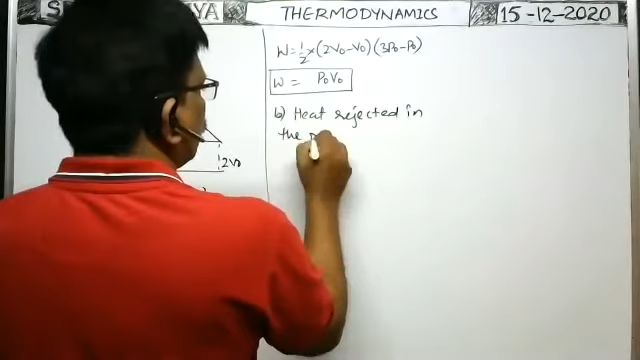 THERMODYNAMICS
15-12-2020
W = 1/2 × (2V0 - V0) (3P0 - P0)
W = P0V0
b) Heat rejected in
the
2V0